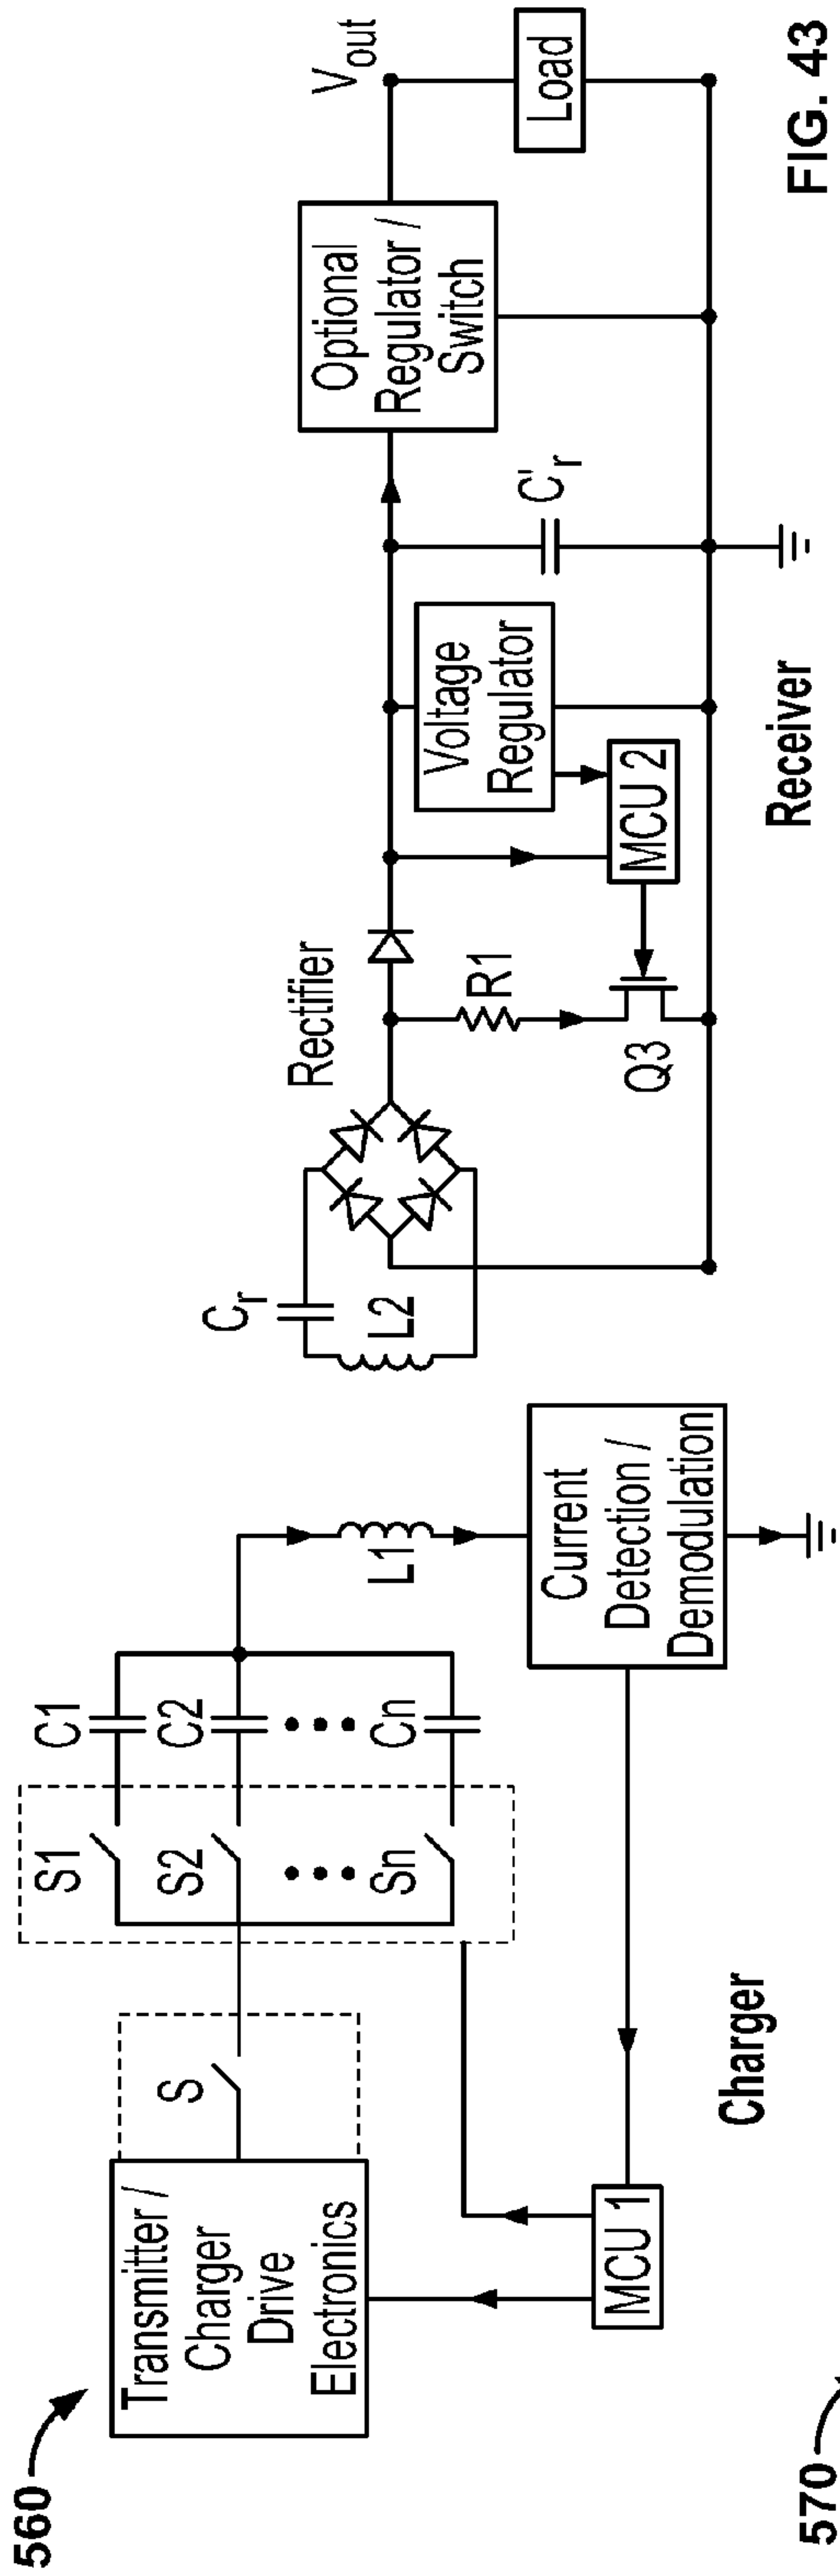 560
Transmitter /
Charger
Drive
Electronics
S
S1
S2
Sn
C1
C2
Cn
L1
Current
Detection /
Demodulation
MCU 1
Charger
Cr
L2
Rectifier
R1
Q3
MCU 2
Voltage
Regulator
C'r
Optional
Regulator /
Switch
Vout
Load
Receiver
FIG. 43
570